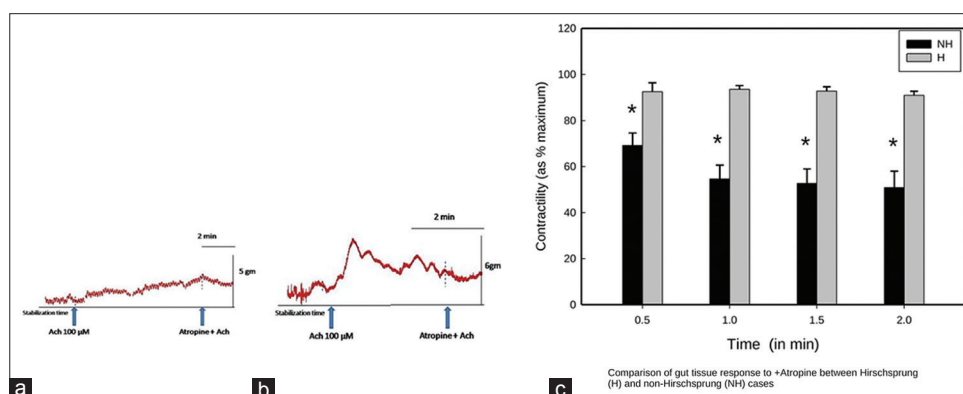 2 min
5 gm
Stabilization time
Ach 100 µM
Atropine+ Ach
a
2 min
6gm
Stabilization time
Ach 100 µM
Atropine+ Ach
b
NH
H
120
100
80
60
40
20
0
Contractility (as % maximum)
* * * *
0.5 1.0 1.5 2.0
Time (in min)
Comparison of gut tissue response to +Atropine between Hirschsprung
(H) and non-Hirschsprung (NH) cases
c